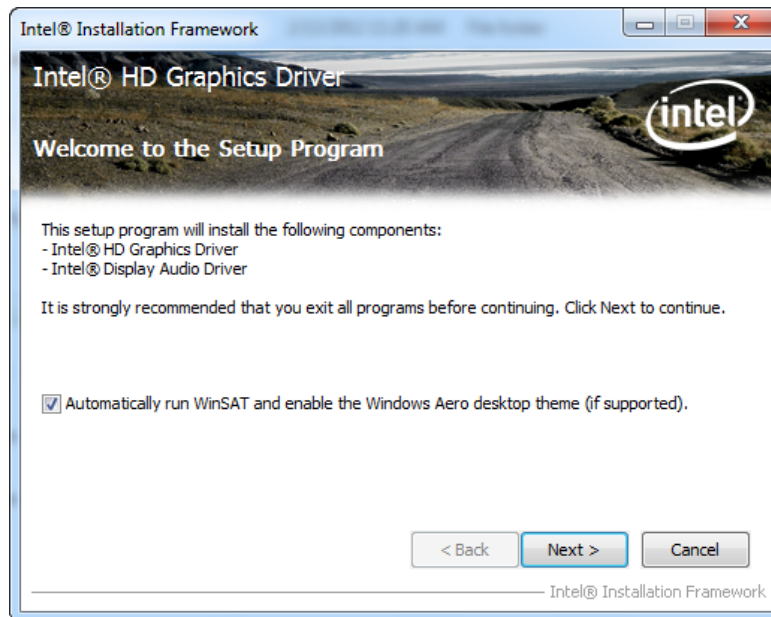 Intel® Installation Framework
Intel® HD Graphics Driver
intel
Welcome to the Setup Program
This setup program will install the following components:
- Intel® HD Graphics Driver
- Intel® Display Audio Driver
It is strongly recommended that you exit all programs before continuing. Click Next to continue.
Automatically run WinSAT and enable the Windows Aero desktop theme (if supported).
< Back Next > Cancel
Intel® Installation Framework